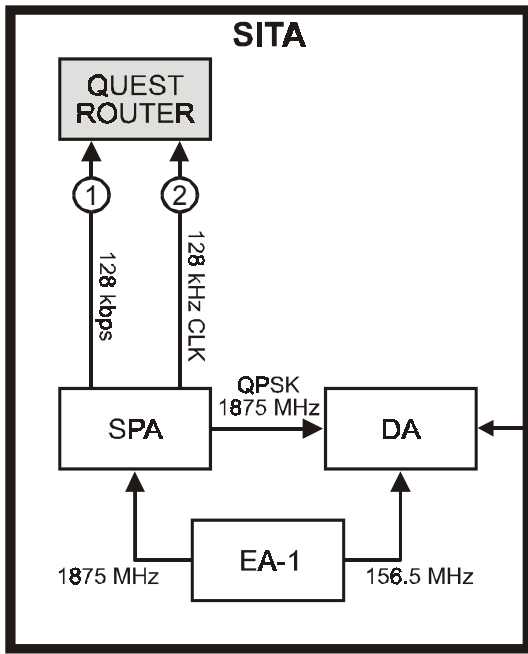 SITA
QUEST
ROUTER
1
2
128 kbps
128 kHz CLK
QPSK
1875 MHz
SPA
DA
EA-1
1875 MHz
156.5 MHz